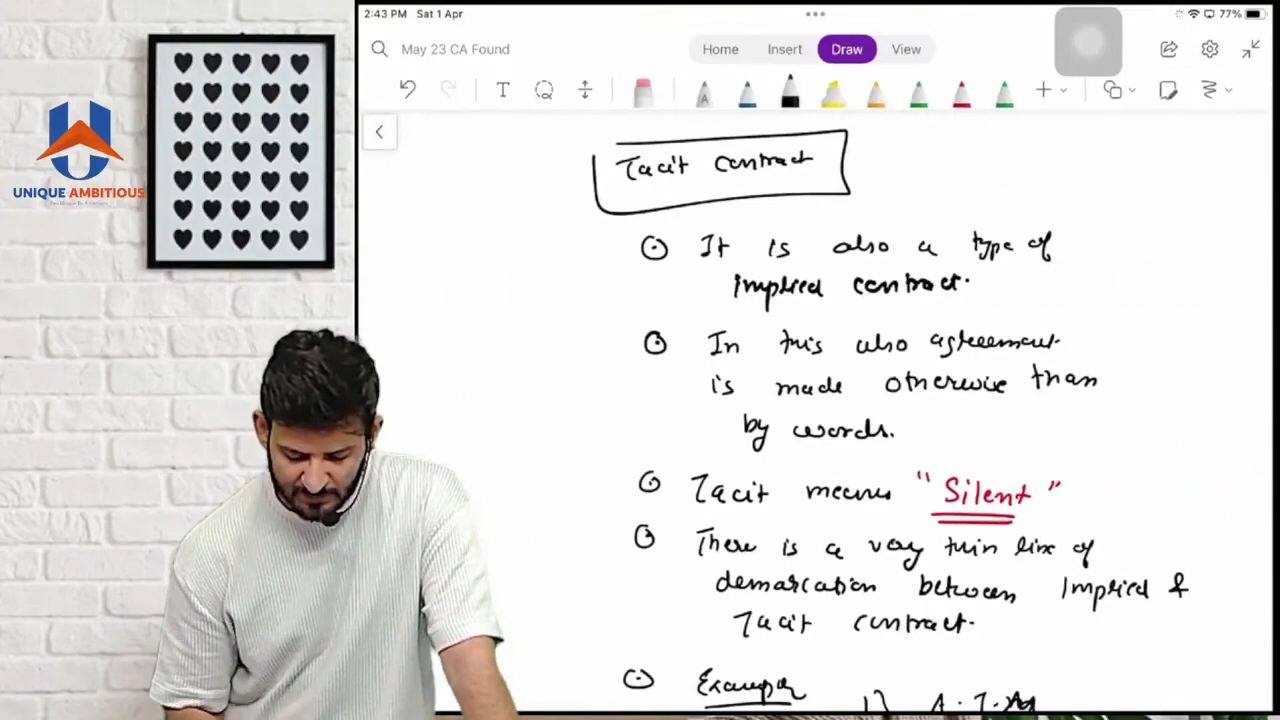 2:43 PM Sat 1 Apr
77%
May 23 CA Found
Home Insert Draw View
UNIQUE AMBITIOUS
Tacit contract
It is also a type of
implied contract.
In this also agreement
is made otherwise than
by words.
Tacit means "Silent"
There is a very thin line of
demarcation between Implied &
Tacit contract.
Example 1) A.T.M